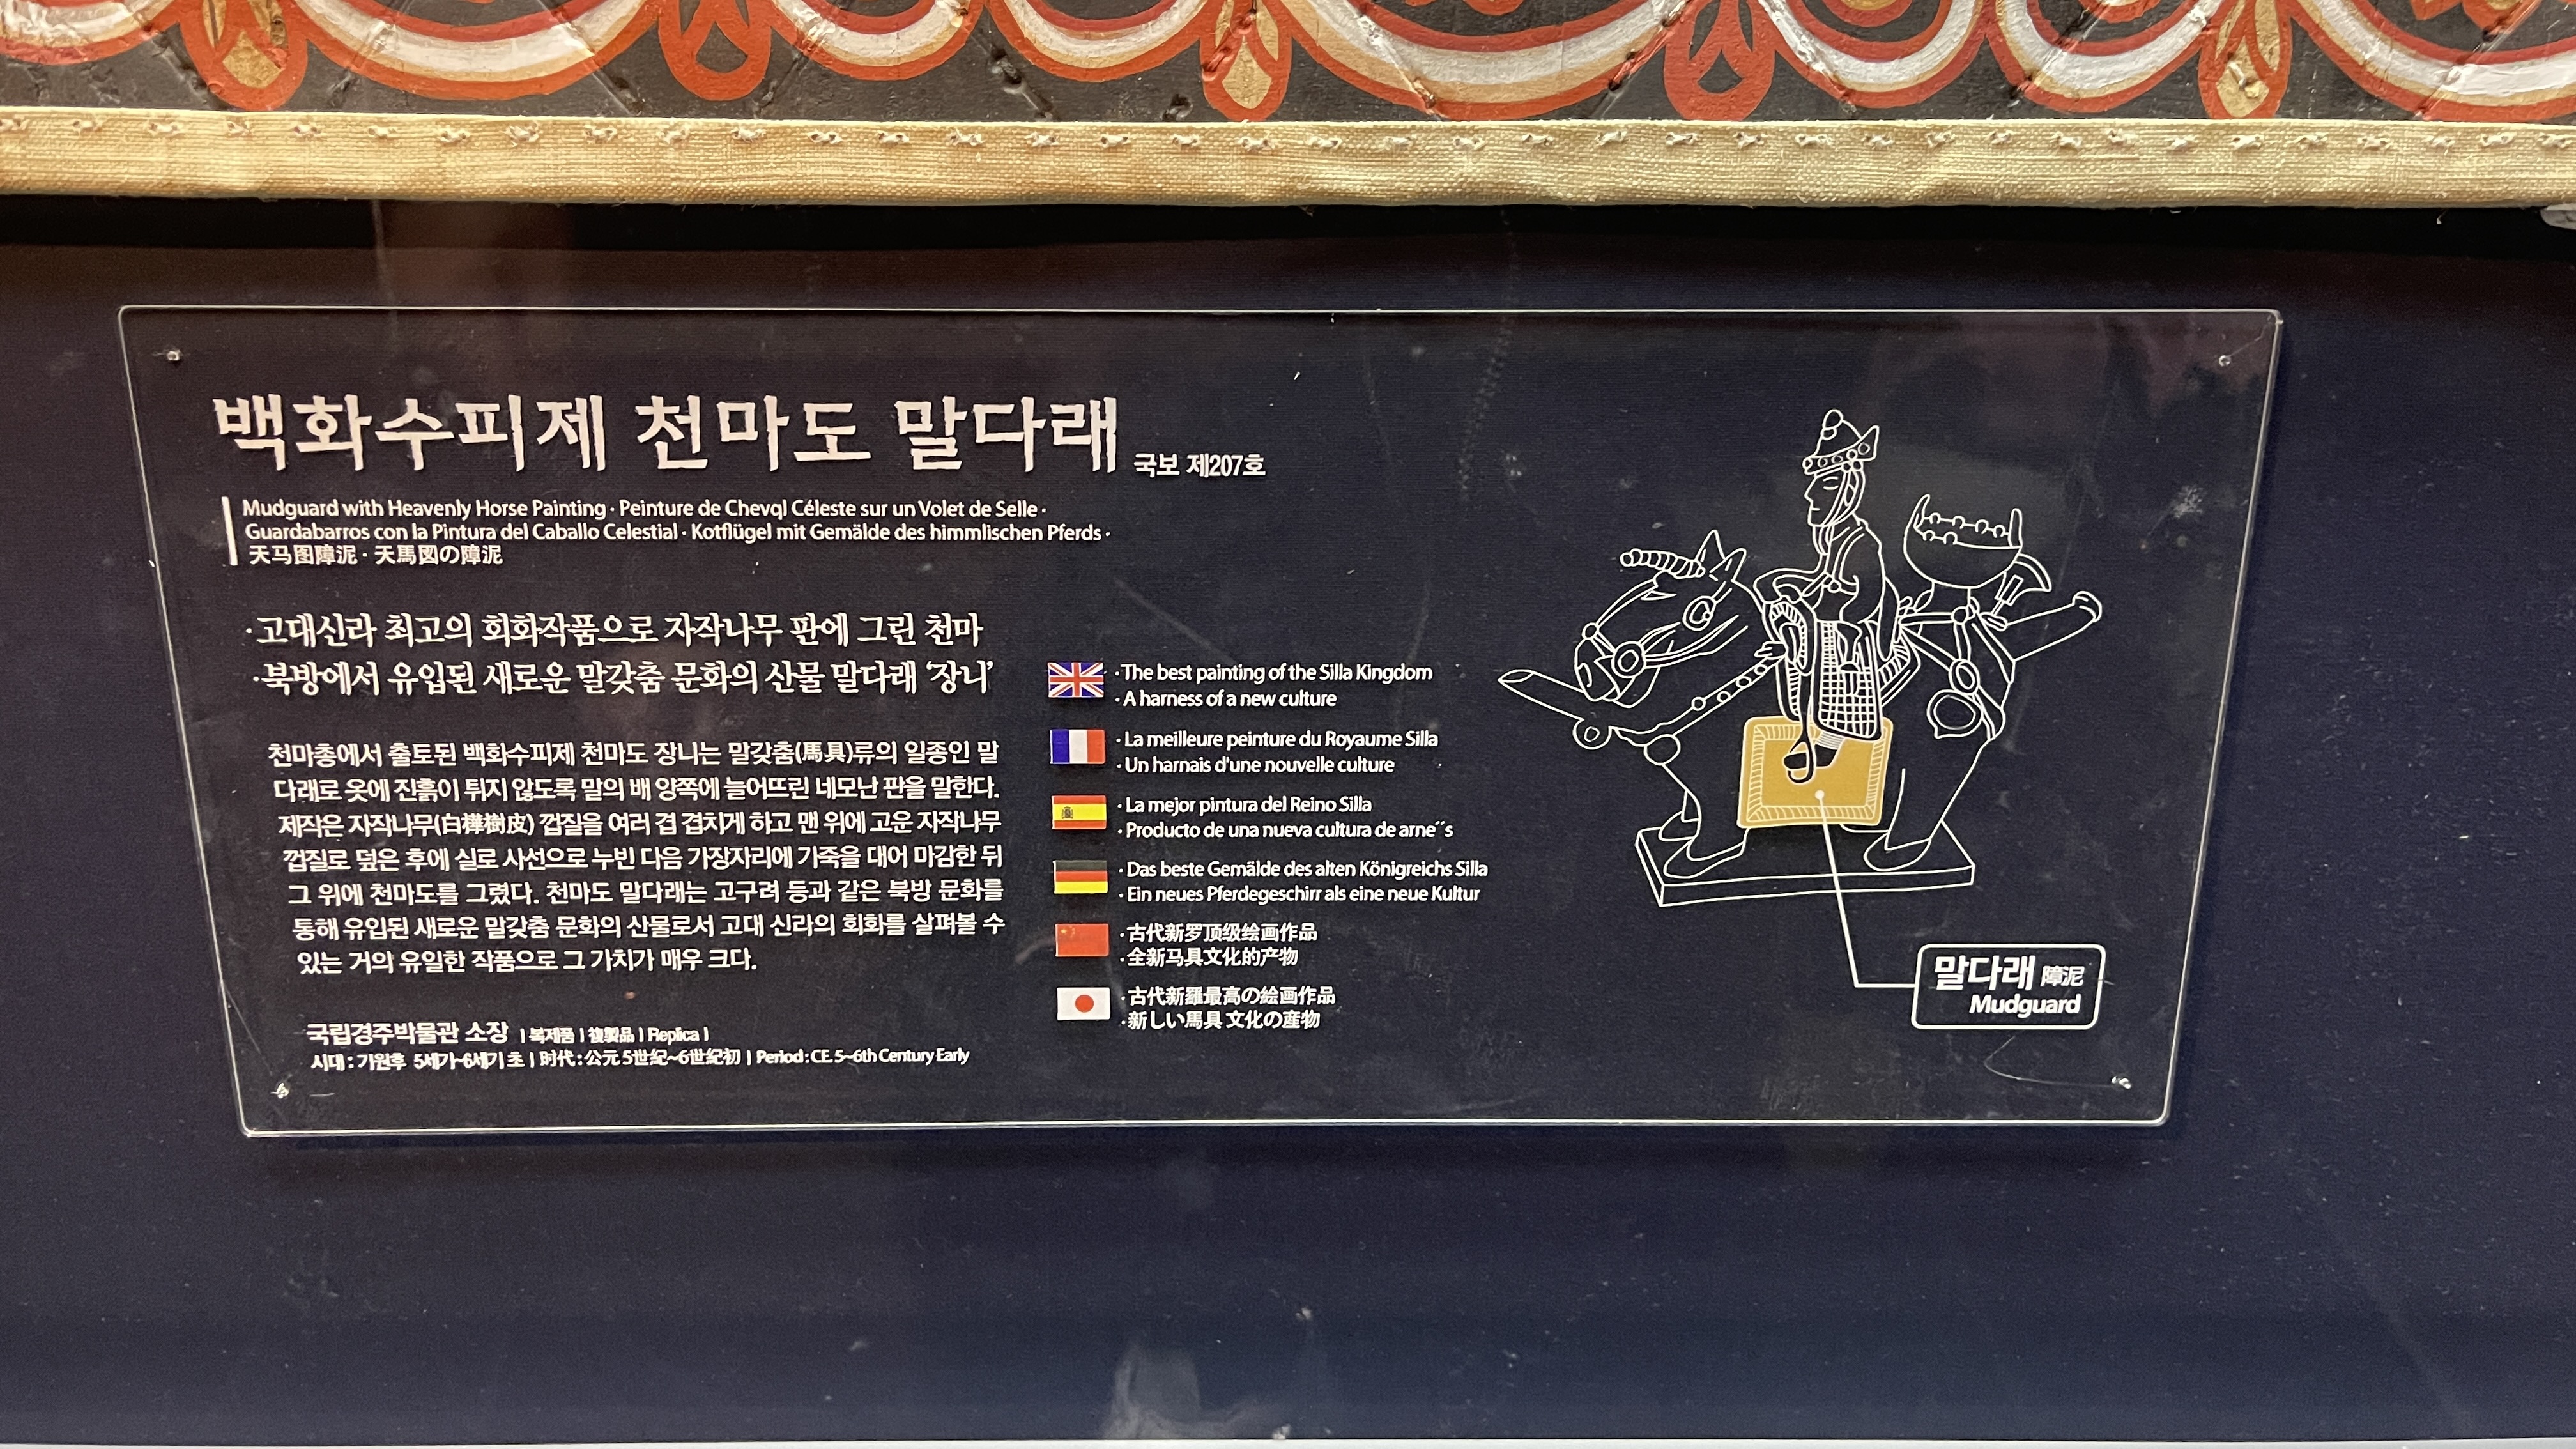 백화수피제 천마도 말다래 국보 제207호
Mudguard with Heavenly Horse Painting · Peinture de Chevql Céleste sur un Volet de Selle ·
Guardabarros con la Pintura del Caballo Celestial · Kotflügel mit Gemälde des himmlischen Pferds ·
天马图障泥 · 天馬図の障泥
·고대신라 최고의 회화작품으로 자작나무 판에 그린 천마
·북방에서 유입된 새로운 말갖춤 문화의 산물 말다래 ‘장니’
천마총에서 출토된 백화수피제 천마도 장니는 말갖춤(馬具)류의 일종인 말
다래로 옷에 진흙이 튀지 않도록 말의 배 양쪽에 늘어뜨린 네모난 판을 말한다.
제작은 자작나무(白樺樹皮) 껍질을 여러 겹 겹치게 하고 맨 위에 고운 자작나무
껍질로 덮은 후에 실로 사선으로 누빈 다음 가장자리에 가죽을 대어 마감한 뒤
그 위에 천마도를 그렸다. 천마도 말다래는 고구려 등과 같은 북방 문화를
통해 유입된 새로운 말갖춤 문화의 산물로서 고대 신라의 회화를 살펴볼 수
있는 거의 유일한 작품으로 그 가치가 매우 크다.
국립경주박물관 소장 | 복제품 | 複製品 | Replica |
시대 : 기원후 5세기~6세기 초 | 时代 : 公元 5世紀~6世紀初 | Period : CE. 5~6th Century Early
· The best painting of the Silla Kingdom
· A harness of a new culture
· La meilleure peinture du Royaume Silla
· Un harnais d'une nouvelle culture
· La mejor pintura del Reino Silla
· Producto de una nueva cultura de arne´´s
· Das beste Gemälde des alten Königreichs Silla
· Ein neues Pferdegeschirr als eine neue Kultur
· 古代新罗顶级绘画作品
· 全新马具文化的产物
· 古代新羅最高の絵画作品
· 新しい馬具 文化の産物
말다래 障泥
Mudguard